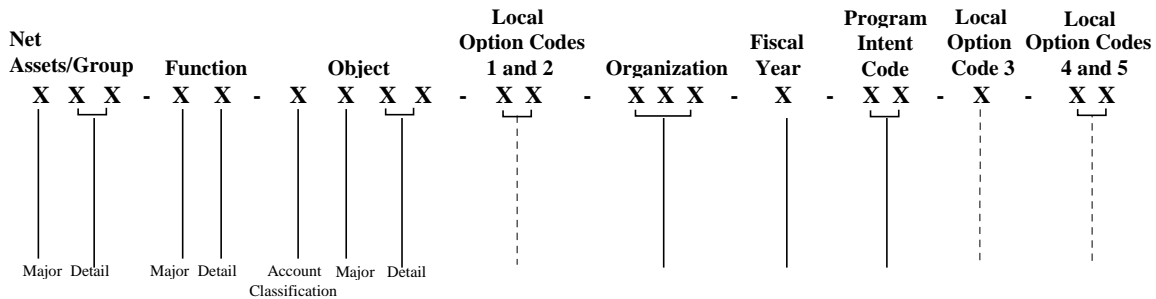 Net
Assets/Group
Function
Object
Local
Option Codes
1 and 2
Organization
Fiscal
Year
Program
Intent
Code
Local
Option
Code 3
Local
Option Codes
4 and 5
X X X - X X - X X X X - X X - X X X - X - X X - X - X X
Major Detail Major Detail Account Classification Major Detail